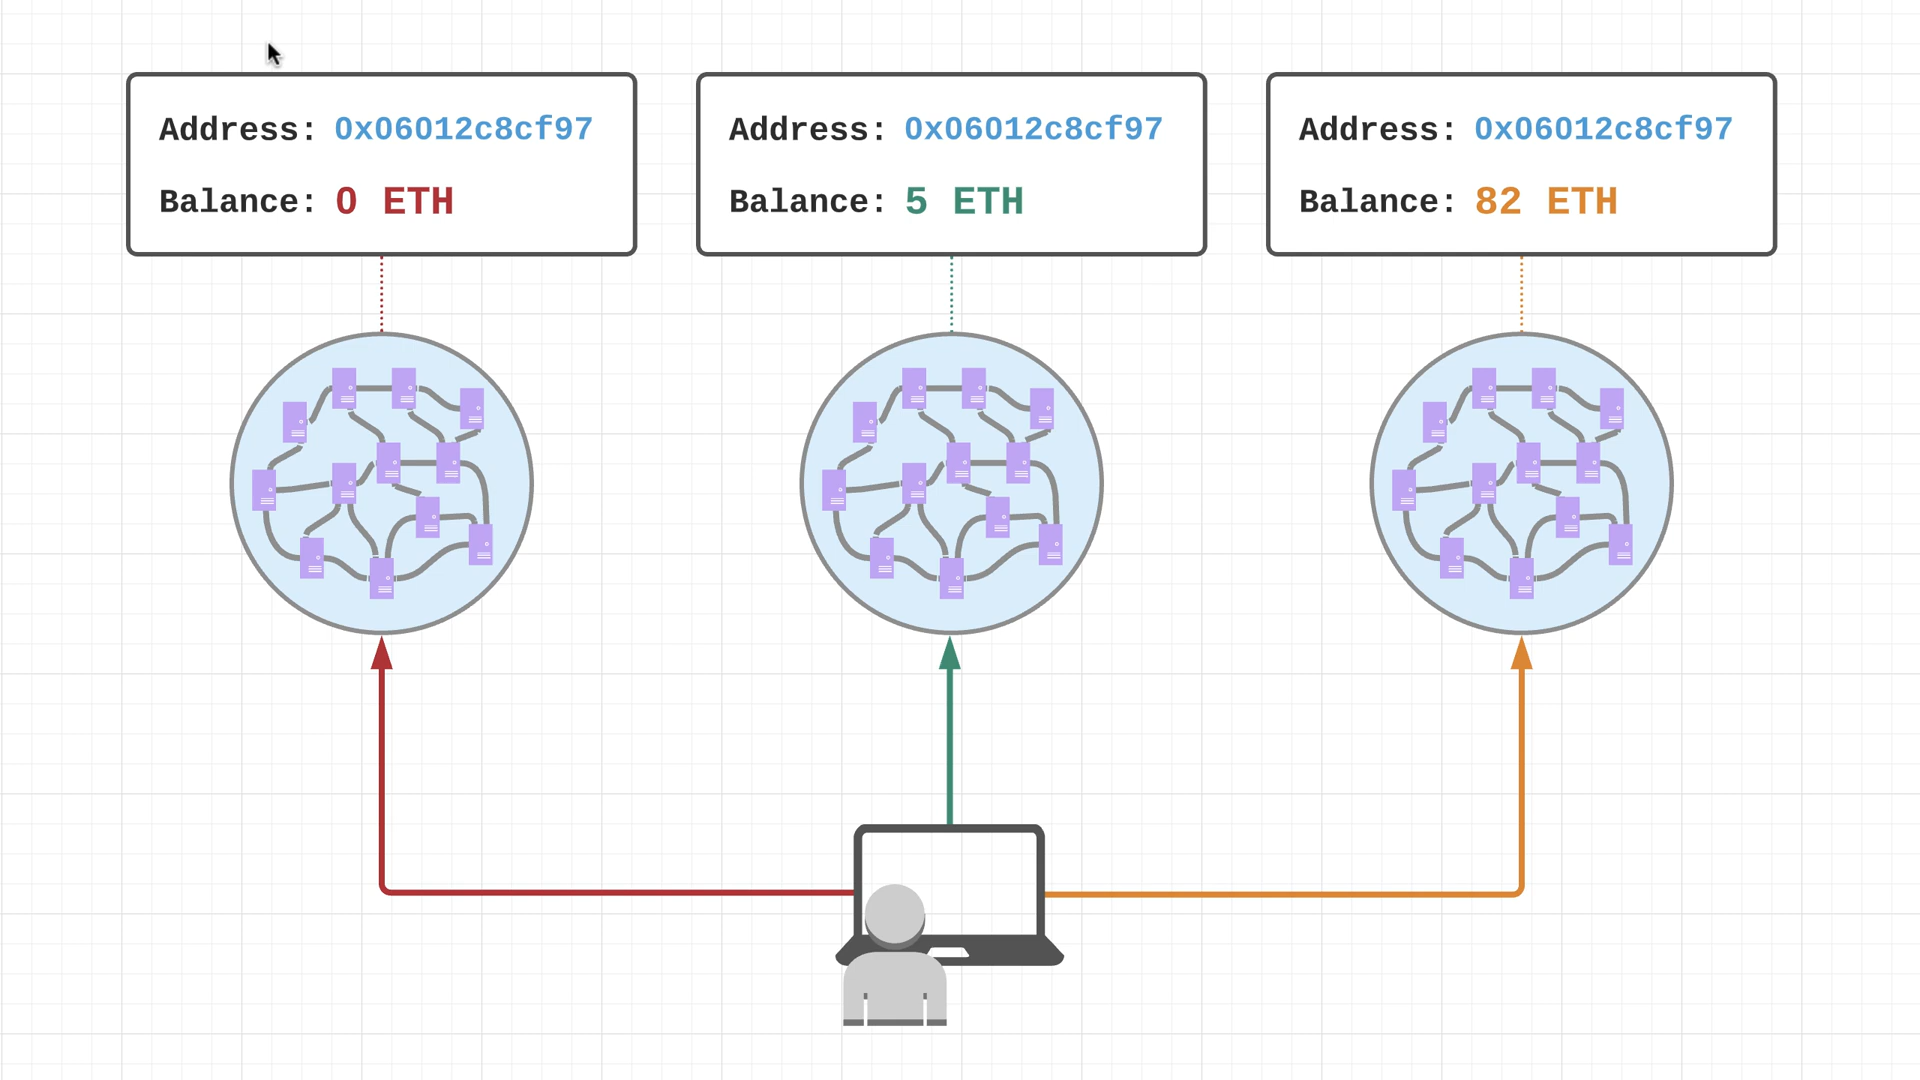 Address: 0x06012c8cf97
Balance: 0 ETH
Address: 0x06012c8cf97
Balance: 5 ETH
Address: 0x06012c8cf97
Balance: 82 ETH